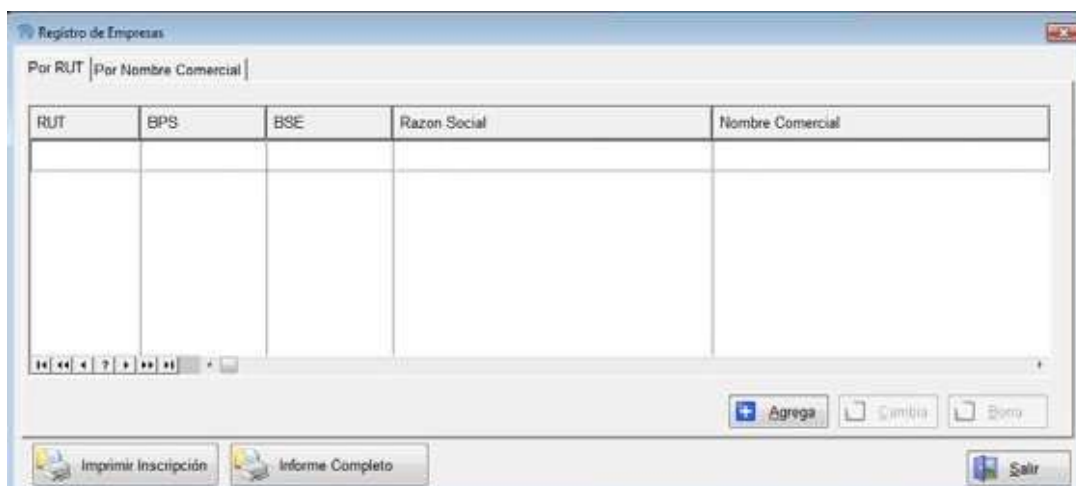 Registro de Empresas
Por RUT Por Nombre Comercial
RUT BPS BSE Razon Social Nombre Comercial
?
Agrega Cambia Borra
Imprimir Inscripción Informe Completo Salir